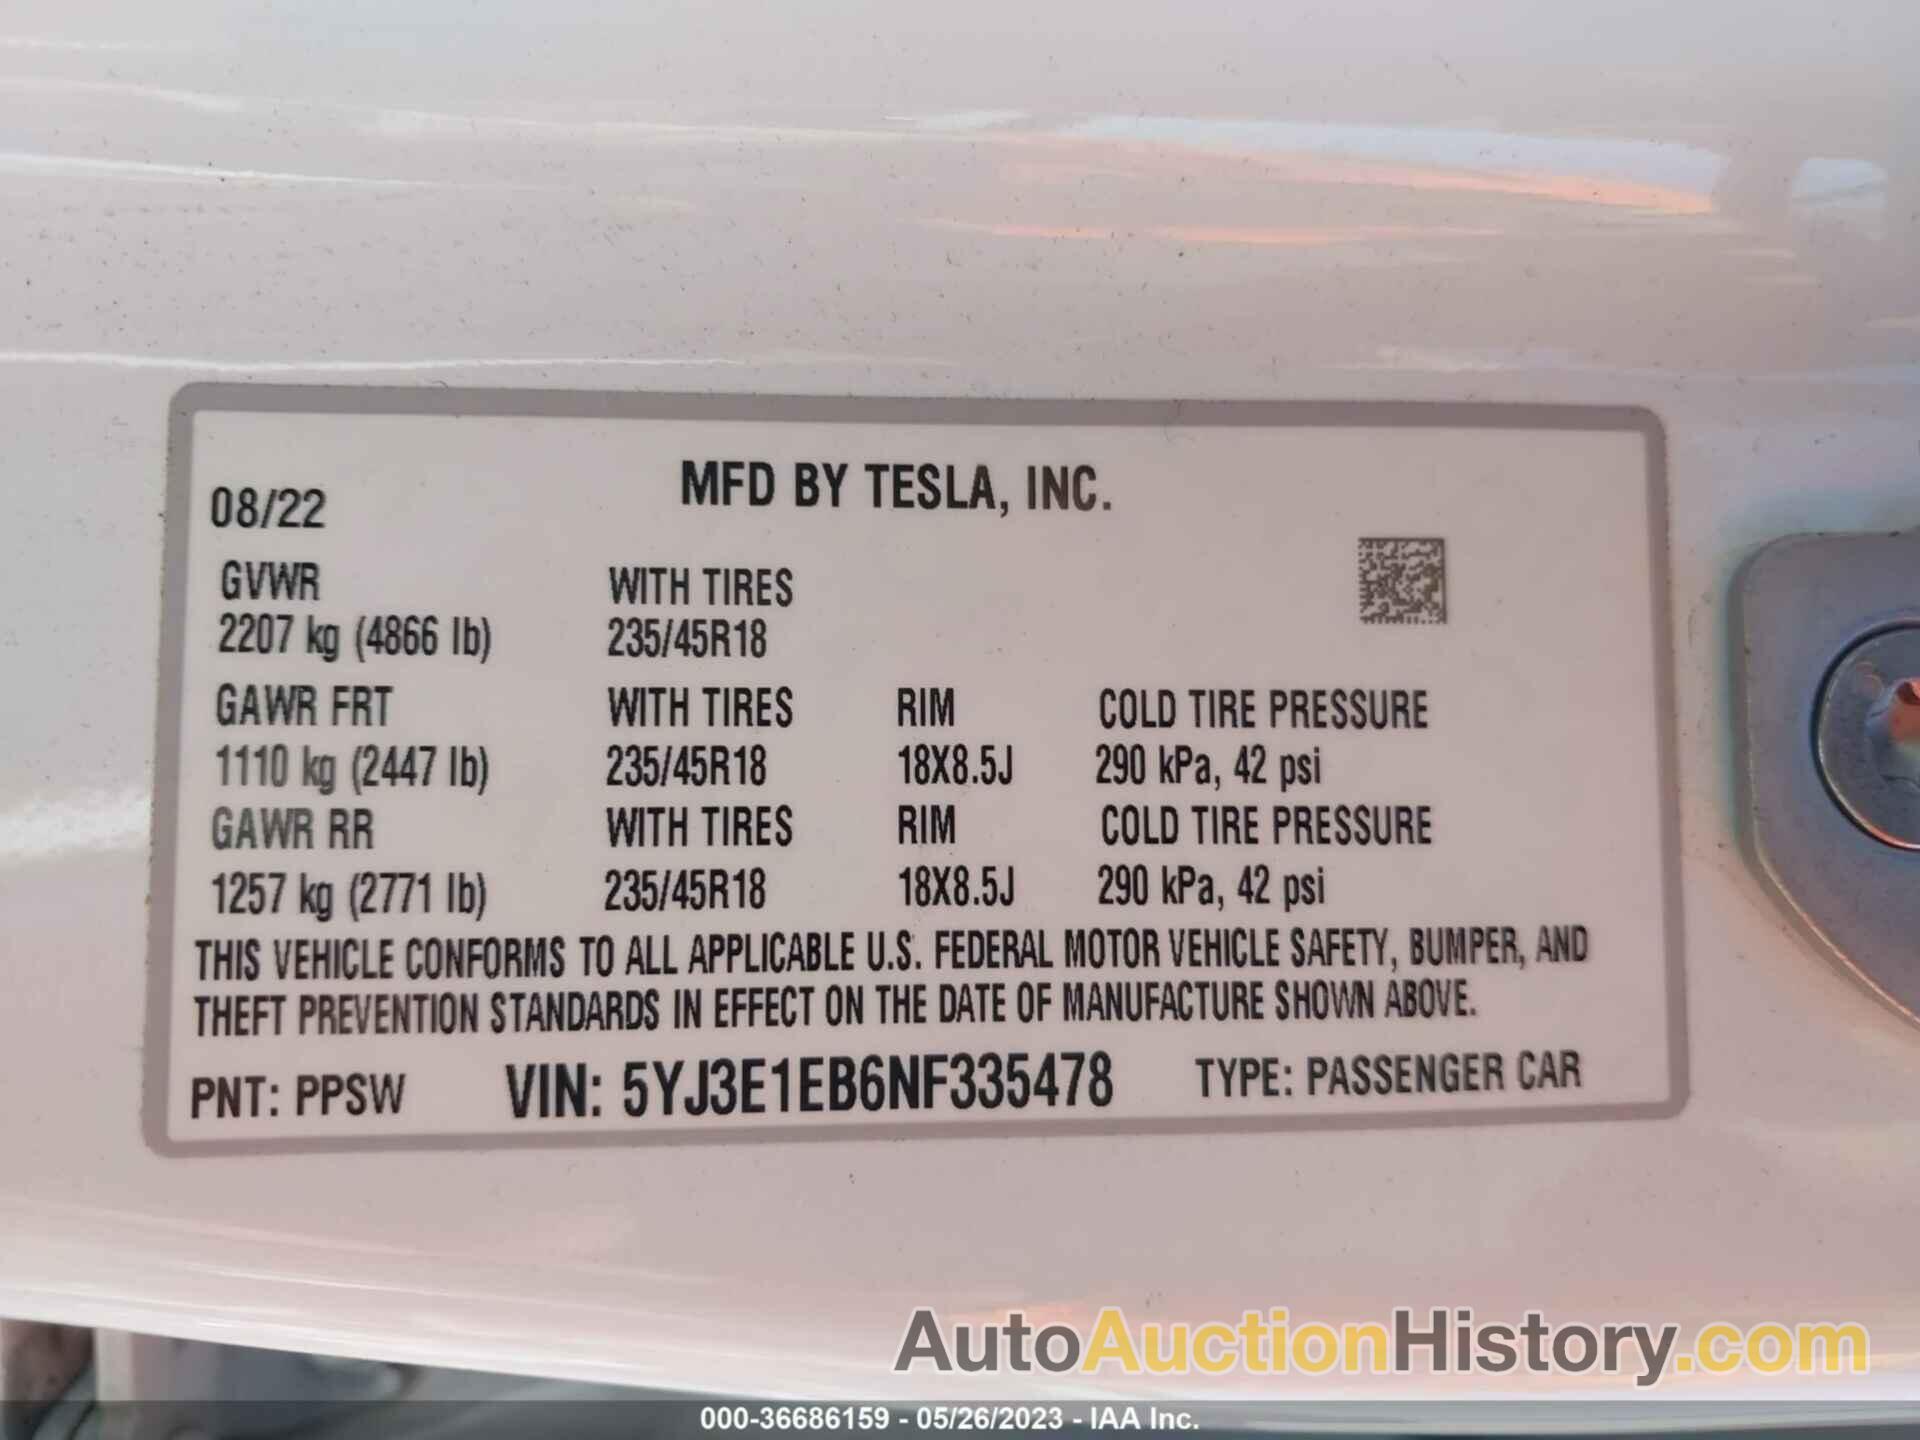 MFD BY TESLA, INC.
08/22
GVWR WITH TIRES
2207 kg (4866 lb) 235/45R18
GAWR FRT WITH TIRES RIM COLD TIRE PRESSURE
1110 kg (2447 lb) 235/45R18 18X8.5J 290 kPa, 42 psi
GAWR RR WITH TIRES RIM COLD TIRE PRESSURE
1257 kg (2771 lb) 235/45R18 18X8.5J 290 kPa, 42 psi
THIS VEHICLE CONFORMS TO ALL APPLICABLE U.S. FEDERAL MOTOR VEHICLE SAFETY, BUMPER, AND
THEFT PREVENTION STANDARDS IN EFFECT ON THE DATE OF MANUFACTURE SHOWN ABOVE.
PNT: PPSW VIN: 5YJ3E1EB6NF335478 TYPE: PASSENGER CAR
AutoAuctionHistory.com
000-36686159 - 05/26/2023 - IAA Inc.